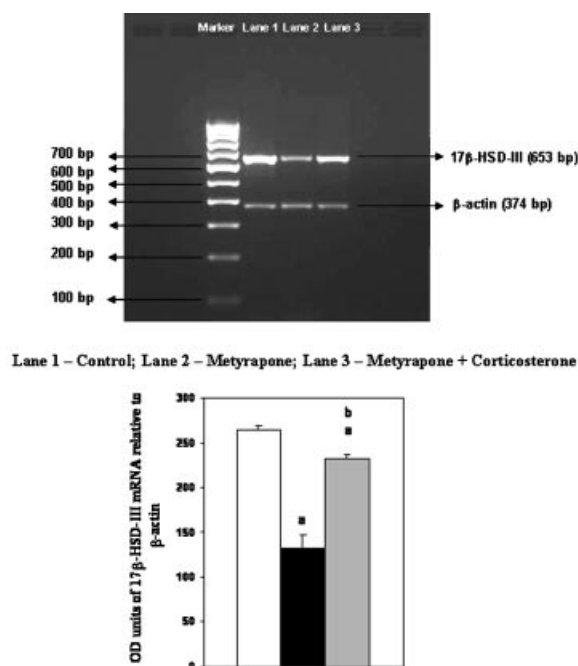 Marker Lane 1 Lane 2 Lane 3
700 bp
600 bp
500 bp
400 bp
300 bp
200 bp
100 bp
17β-HSD-III (653 bp)
β-actin (374 bp)
Lane 1 – Control; Lane 2 – Metyrapone; Lane 3 – Metyrapone + Corticosterone
OD units of 17β-HSD-III mRNA relative to
β-actin
300
250
200
150
100
50
0
a
b
a